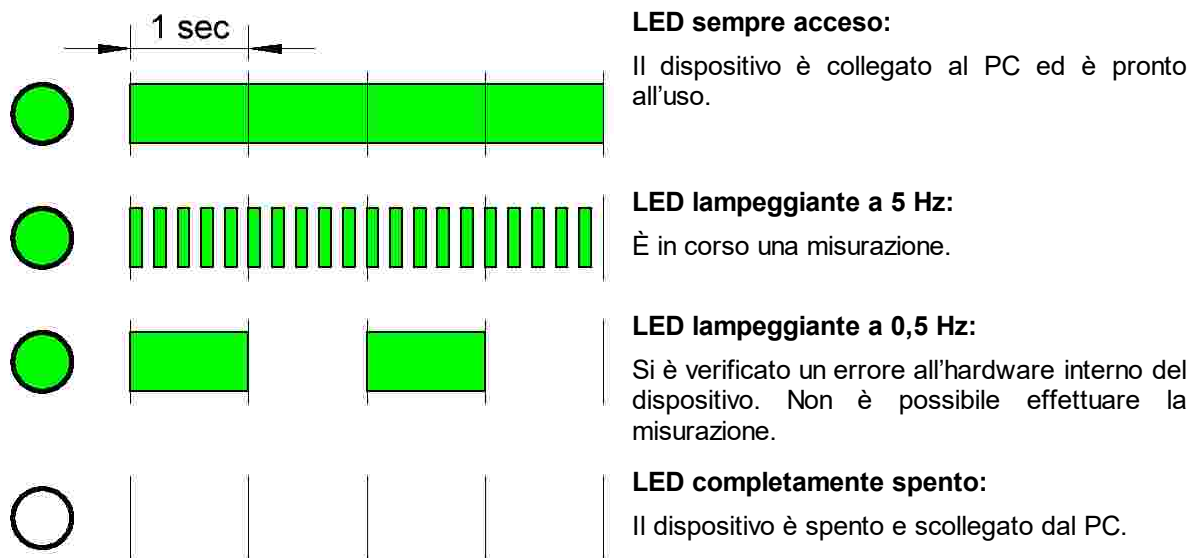 1 sec
LED sempre acceso:
Il dispositivo è collegato al PC ed è pronto
all'uso.
LED lampeggiante a 5 Hz:
È in corso una misurazione.
LED lampeggiante a 0,5 Hz:
Si è verificato un errore all'hardware interno del
dispositivo. Non è possibile effettuare la
misurazione.
LED completamente spento:
Il dispositivo è spento e scollegato dal PC.